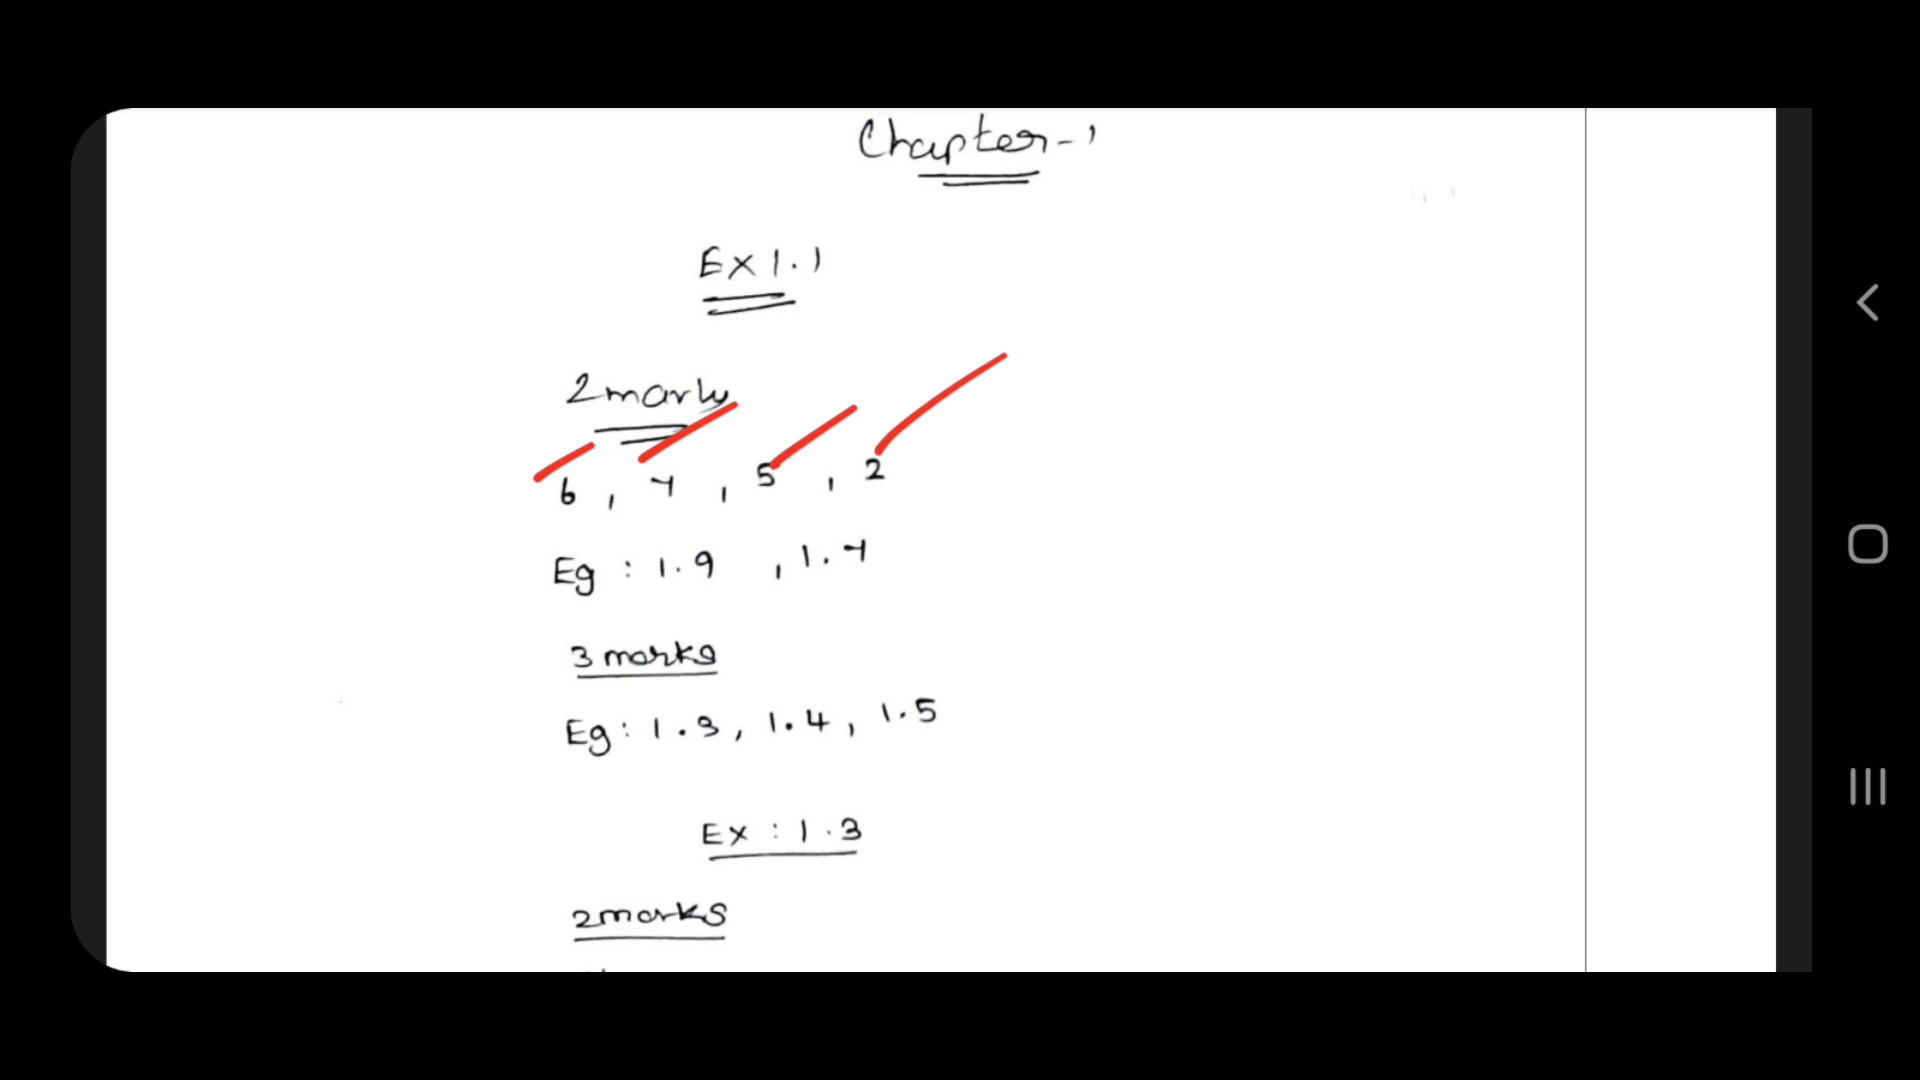 Chapter-1
Ex 1.1
2 marks
6, 4, 5, 2
Eg : 1.9, 1.4
3 marks
Eg: 1.3, 1.4, 1.5
Ex : 1.3
2 marks